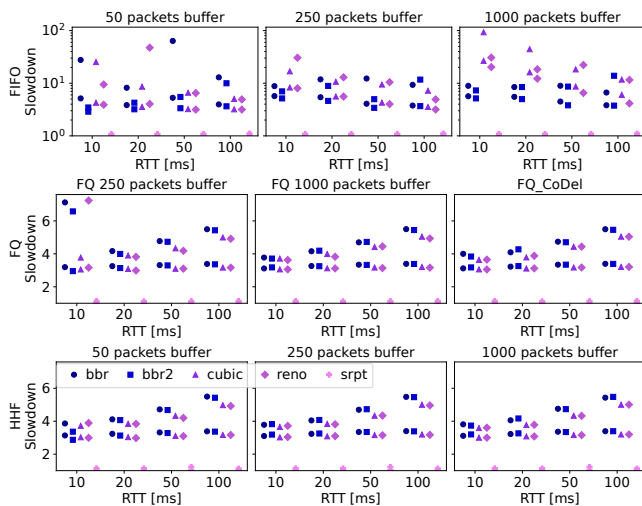 50 packets buffer 250 packets buffer 1000 packets buffer
FIFO
Slowdown
10² 10¹ 10⁰
10 20 50 100 10 20 50 100 10 20 50 100
RTT [ms] RTT [ms] RTT [ms]
FQ 250 packets buffer FQ 1000 packets buffer FQ_CoDel
FQ
Slowdown
6 4 2
10 20 50 100 10 20 50 100 10 20 50 100
RTT [ms] RTT [ms] RTT [ms]
50 packets buffer 250 packets buffer 1000 packets buffer
bbr bbr2 cubic reno srpt
HHF
Slowdown
6 4 2
10 20 50 100 10 20 50 100 10 20 50 100
RTT [ms] RTT [ms] RTT [ms]